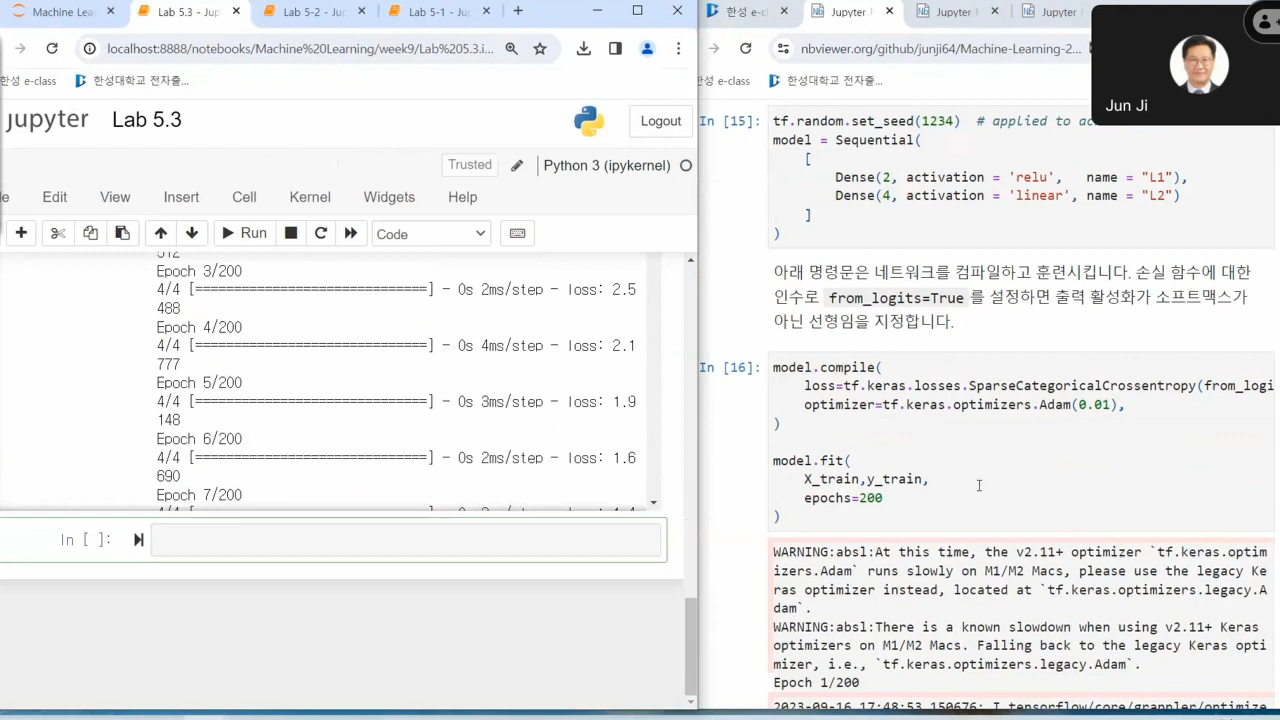 Machine Lea
Lab 5.3 - Jup
Lab 5-2 - Ju
Lab 5-1 - Ju
localhost:8888/notebooks/Machine%20Learning/week9/Lab%205.3.i...
한성 e-class
한성대학교 전자출...
jupyter
Lab 5.3
Logout
Trusted
Python 3 (ipykernel)
Edit
View
Insert
Cell
Kernel
Widgets
Help
Run
Code
512
Epoch 3/200
4/4 [==============================] - 0s 2ms/step - loss: 2.5
488
Epoch 4/200
4/4 [==============================] - 0s 4ms/step - loss: 2.1
777
Epoch 5/200
4/4 [==============================] - 0s 3ms/step - loss: 1.9
148
Epoch 6/200
4/4 [==============================] - 0s 2ms/step - loss: 1.6
690
Epoch 7/200
In [ ]:
한성 e-cl
Jupyter
Jupyter
Jupyter
nbviewer.org/github/junji64/Machine-Learning-2...
e-class
한성대학교 전자출...
Jun Ji
In [15]:
tf.random.set_seed(1234) # applied to ac
model = Sequential(
[
Dense(2, activation = 'relu', name = "L1"),
Dense(4, activation = 'linear', name = "L2")
]
)
아래 명령문은 네트워크를 컴파일하고 훈련시킵니다. 손실 함수에 대한
인수로 from_logits=True 를 설정하면 출력 활성화가 소프트맥스가
아닌 선형임을 지정합니다.
In [16]:
model.compile(
loss=tf.keras.losses.SparseCategoricalCrossentropy(from_logi
optimizer=tf.keras.optimizers.Adam(0.01),
)
model.fit(
X_train,y_train,
epochs=200
)
WARNING:absl:At this time, the v2.11+ optimizer `tf.keras.optim
izers.Adam` runs slowly on M1/M2 Macs, please use the legacy Ke
ras optimizer instead, located at `tf.keras.optimizers.legacy.A
dam`.
WARNING:absl:There is a known slowdown when using v2.11+ Keras
optimizers on M1/M2 Macs. Falling back to the legacy Keras opti
mizer, i.e., `tf.keras.optimizers.legacy.Adam`.
Epoch 1/200
2023-09-16 17:48:53.150676: I tensorflow/core/grappler/optimize